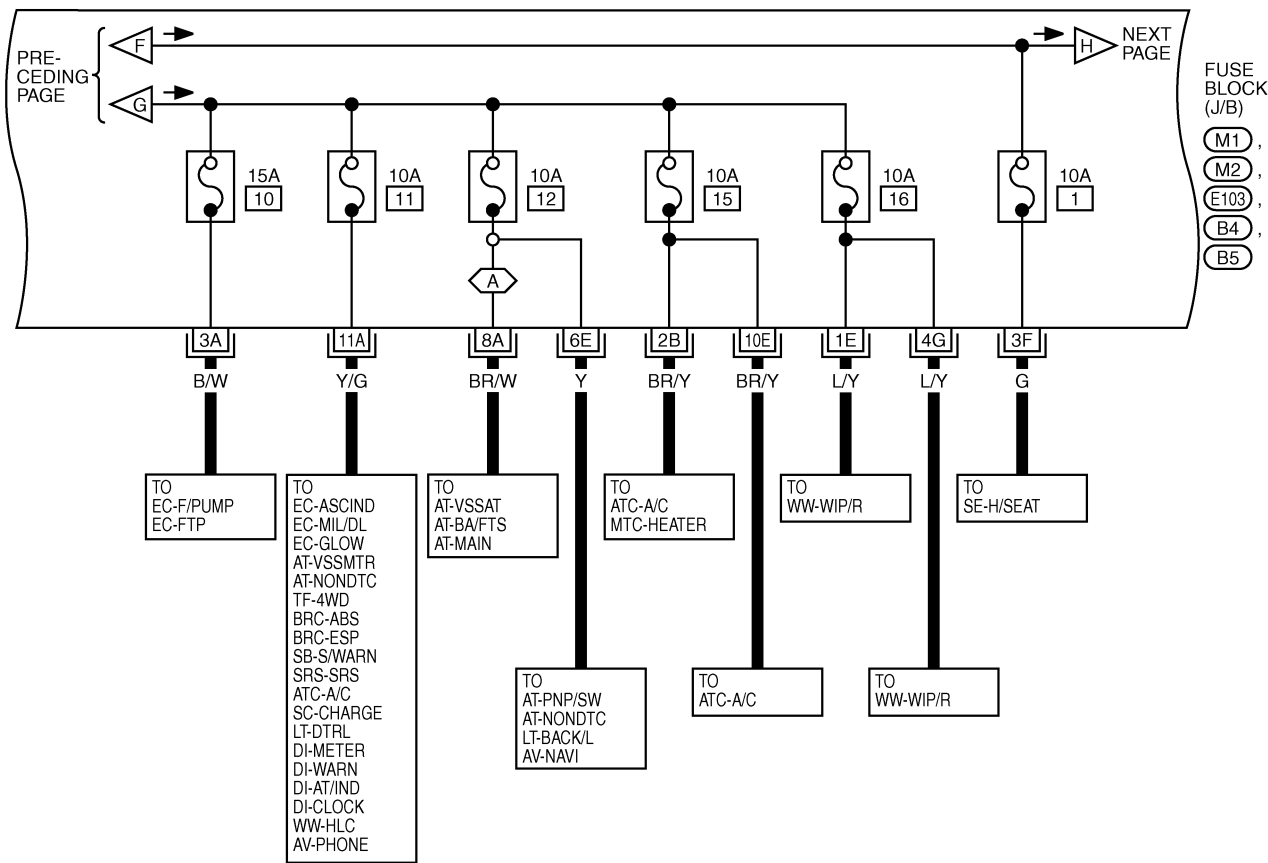 PRE-
CEDING
PAGE
F
G
H
NEXT
PAGE
FUSE
BLOCK
(J/B)
M1 ,
M2 ,
E103 ,
B4 ,
B5
15A
10
10A
11
10A
12
10A
15
10A
16
10A
1
A
3A
11A
8A
6E
2B
10E
1E
4G
3F
B/W
Y/G
BR/W
Y
BR/Y
BR/Y
L/Y
L/Y
G
TO
EC-F/PUMP
EC-FTP
TO
EC-ASCIND
EC-MIL/DL
EC-GLOW
AT-VSSMTR
AT-NONDTC
TF-4WD
BRC-ABS
BRC-ESP
SB-S/WARN
SRS-SRS
ATC-A/C
SC-CHARGE
LT-DTRL
DI-METER
DI-WARN
DI-AT/IND
DI-CLOCK
WW-HLC
AV-PHONE
TO
AT-VSSAT
AT-BA/FTS
AT-MAIN
TO
AT-PNP/SW
AT-NONDTC
LT-BACK/L
AV-NAVI
TO
ATC-A/C
MTC-HEATER
TO
ATC-A/C
TO
WW-WIP/R
TO
WW-WIP/R
TO
SE-H/SEAT